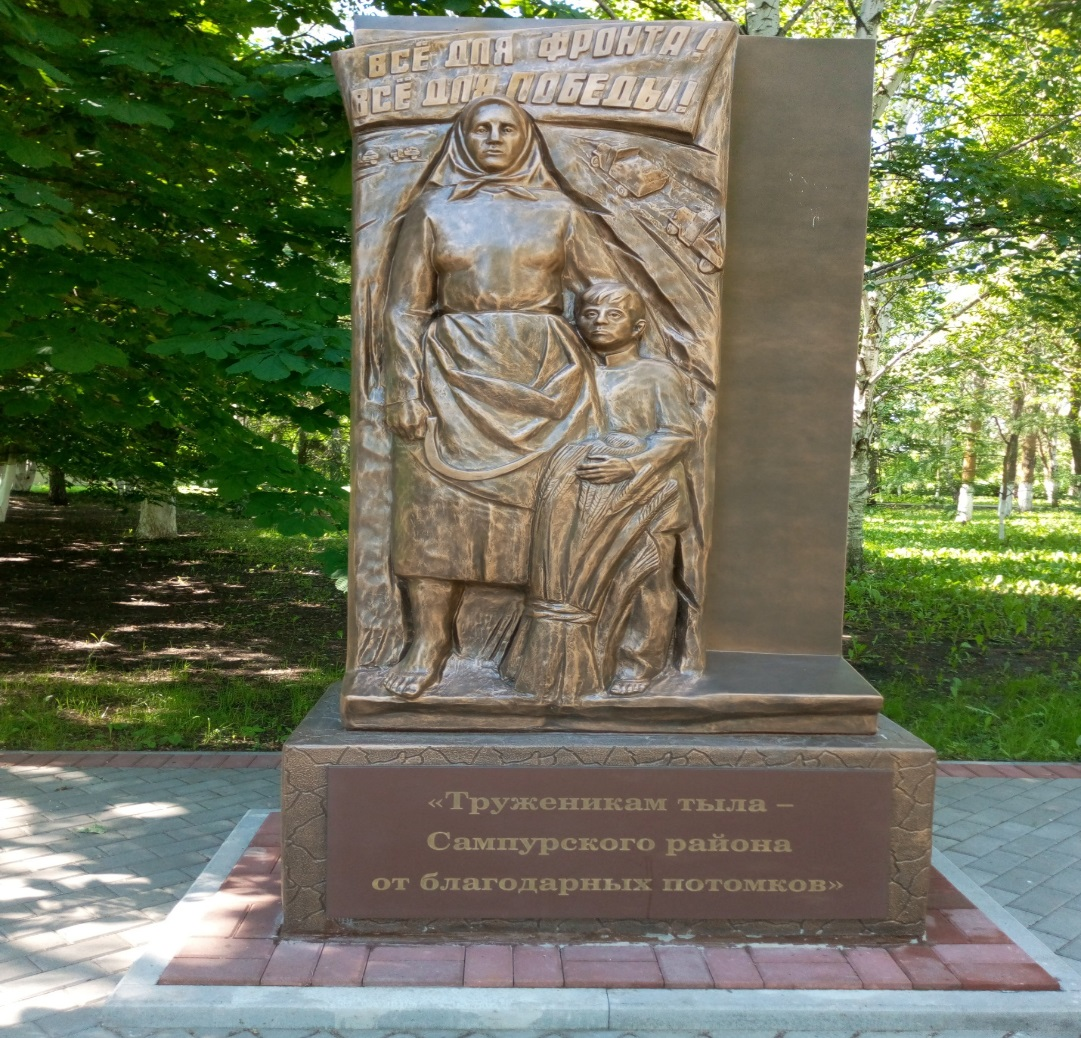 ВСЁ ДЛЯ ФРОНТА!
ВСЁ ДЛЯ ПОБЕДЫ!
«Труженикам тыла –
Сампурского района
от благодарных потомков»